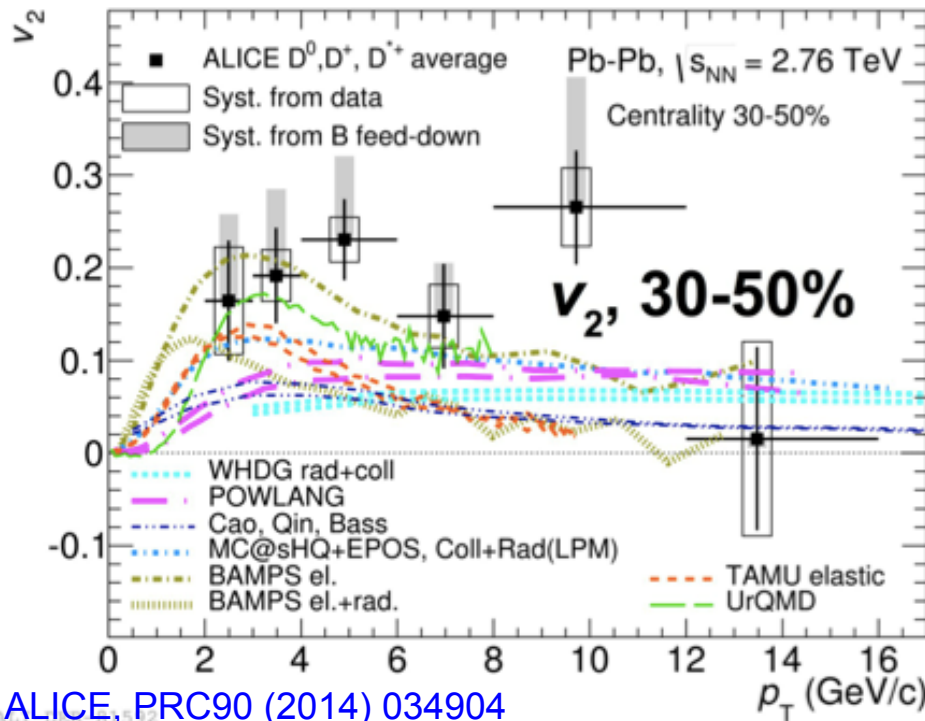 v₂
ALICE D⁰,D⁺, D*⁺ average
Syst. from data
Syst. from B feed-down
Pb-Pb, √s_NN = 2.76 TeV
Centrality 30-50%
0.4
0.3
0.2
0.1
0
-0.1
v₂, 30-50%
WHDG rad+coll
POWLANG
Cao, Qin, Bass
MC@sHQ+EPOS, Coll+Rad(LPM)
BAMPS el.
BAMPS el.+rad.
TAMU elastic
UrQMD
0 2 4 6 8 10 12 14 16
p_T (GeV/c)
ALICE, PRC90 (2014) 034904